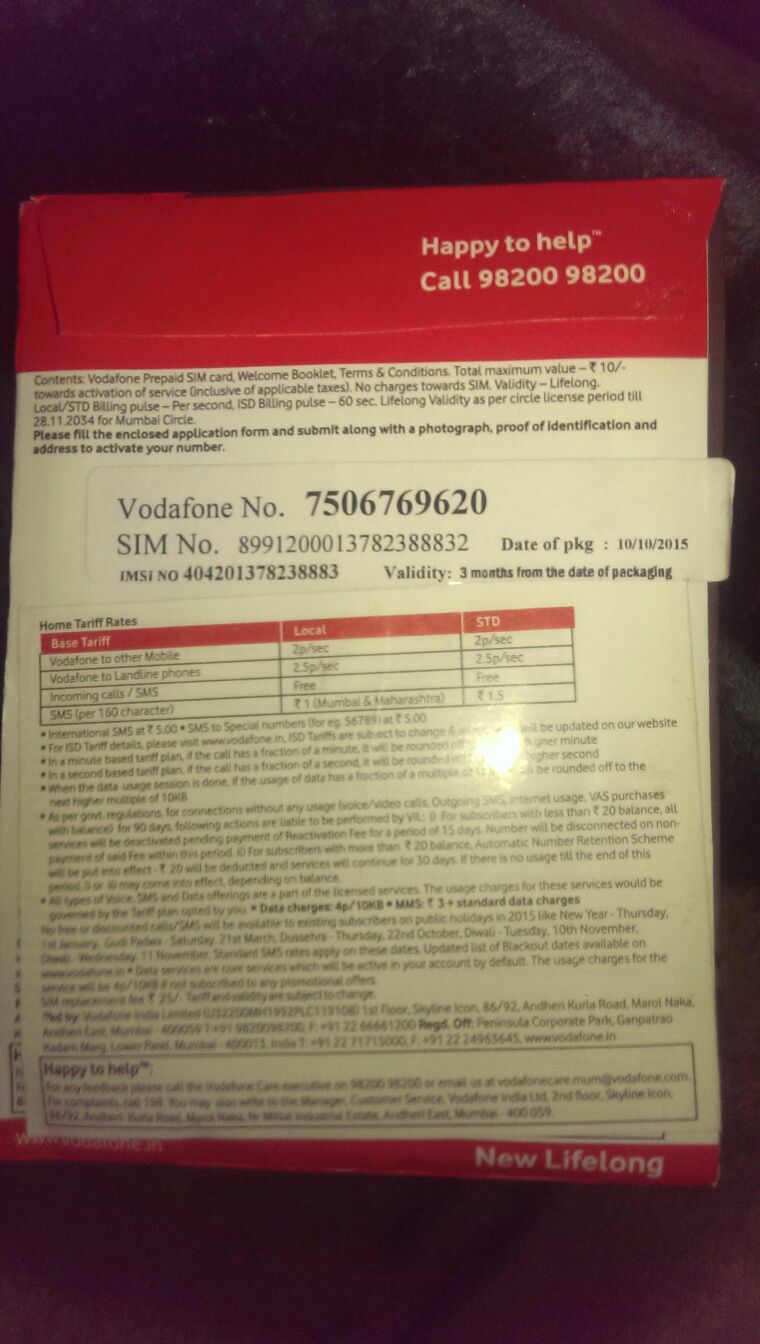 Happy to help™
Call 98200 98200
Contents: Vodafone Prepaid SIM card, Welcome Booklet, Terms & Conditions. Total maximum value – ₹ 10/-
towards activation of service (inclusive of applicable taxes). No charges towards SIM. Validity – Lifelong.
Local/STD Billing pulse – Per second, ISD Billing pulse – 60 sec. Lifelong Validity as per circle license period till
28.11.2034 for Mumbai Circle.
Please fill the enclosed application form and submit along with a photograph, proof of identification and
address to activate your number.
Vodafone No. 7506769620
SIM No. 8991200013782388832 Date of pkg : 10/10/2015
IMSI NO 404201378238883 Validity: 3 months from the date of packaging
Home Tariff Rates
Base Tariff Local STD
Vodafone to other Mobile 2p/sec 2p/sec
Vodafone to Landline phones 2.5p/sec 2.5p/sec
Incoming calls / SMS Free Free
SMS (per 160 character) ₹ 1 (Mumbai & Maharashtra) ₹ 1.5
• International SMS at ₹ 5.00 • SMS to Special numbers (for eg. 56789) at ₹ 5.00
• For ISD Tariff details, please visit www.vodafone.in, ISD Tariffs are subject to change & will be updated on our website
• In a minute based tariff plan, if the call has a fraction of a minute, it will be rounded off higher minute
• In a second based tariff plan, if the call has a fraction of a second, it will be rounded higher second
• When the data usage session is done, if the usage of data has a fraction of a multiple of be rounded off to the
next higher multiple of 10KB
• As per govt. regulations, for connections without any usage (voice/video calls, Outgoing SMS, Internet usage, VAS purchases
with balance) for 90 days, following actions are liable to be performed by VIL: i) For subscribers with less than ₹ 20 balance, all
services will be deactivated pending payment of Reactivation Fee for a period of 15 days. Number will be disconnected on non-
payment of said Fee within this period. ii) For subscribers with more than ₹ 20 balance, Automatic Number Retention Scheme
will be put into effect - ₹ 20 will be deducted and services will continue for 30 days. If there is no usage till the end of this
period, i) or ii) may come into effect, depending on balance.
• All types of Voice, SMS and Data offerings are a part of the licensed services. The usage charges for these services would be
governed by the Tariff plan opted by you. • Data charges: 4p/10KB • MMS: ₹ 3 + standard data charges
No free or discounted calls/SMS will be available to existing subscribers on public holidays in 2015 like New Year - Thursday,
1st January, Gudi Padwa - Saturday, 21st March, Dussehra - Thursday, 22nd October, Diwali - Tuesday, 10th November,
Diwali - Wednesday, 11 November. Standard SMS rates apply on these dates. Updated list of Blackout dates available on
www.vodafone.in • Data services are core services which will be active in your account by default. The usage charges for the
service will be 4p/10KB if not subscribed to any promotional offers.
SIM replacement fee ₹ 25/-. Tariff and validity are subject to change.
Mkd by: Vodafone India Limited 1st Floor, Skyline Icon, 86/92, Andheri Kurla Road, Marol Naka,
Andheri East, Mumbai - 400059 T:+91 9820098200, F: +91 22 66661200 Regd. Off: Peninsula Corporate Park, Ganpatrao
Kadam Marg, Lower Parel, Mumbai - 400013, India T: +91 22 71715000, F: +91 22 24963645, www.vodafone.in
Happy to help™:
For any feedback please call the Vodafone Care executive on 98200 98200 or email us at vodafonecare.mum@vodafone.com.
For complaints, call 198. You may also write to the Manager, Customer Service, Vodafone India Ltd, 2nd floor, Skyline Icon,
86/92, Andheri - Kurla Road, Marol Naka, Nr Mittal Industrial Estate, Andheri East, Mumbai - 400 059.
www.vodafone.in
New Lifelong